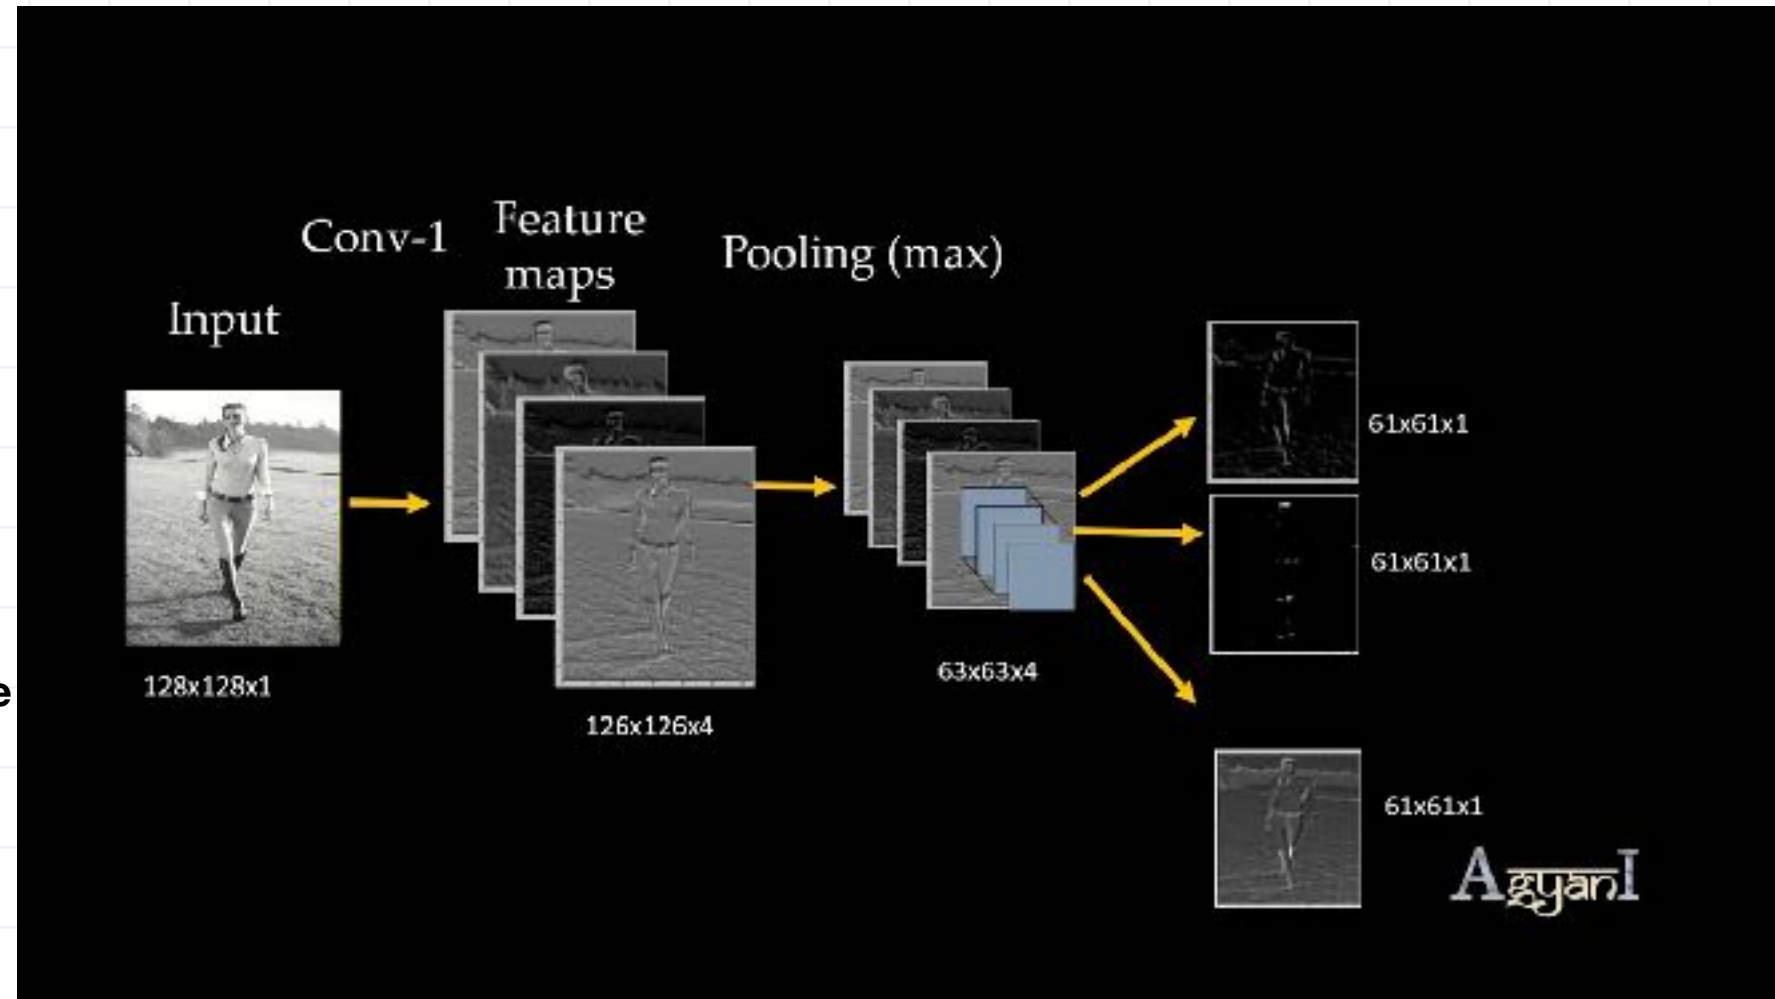 Input
128x128x1
Conv-1
Feature
maps
126x126x4
Pooling (max)
63x63x4
61x61x1
61x61x1
61x61x1
AgyanI
e